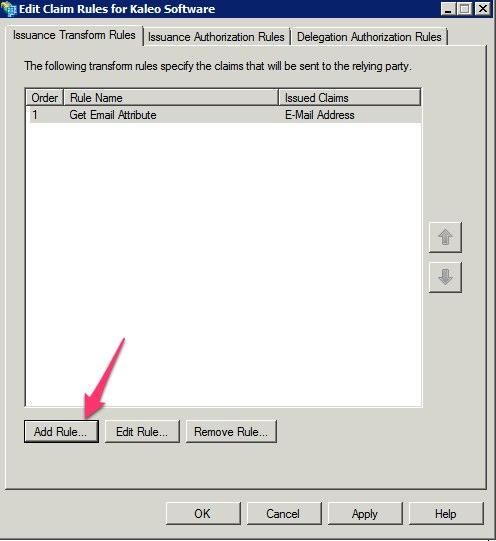 Edit Claim Rules for Kaleo Software
Issuance Transform Rules Issuance Authorization Rules Delegation Authorization Rules
The following transform rules specify the claims that will be sent to the relying party.
Order Rule Name Issued Claims
1 Get Email Attribute E-Mail Address
Add Rule... Edit Rule... Remove Rule...
OK Cancel Apply Help